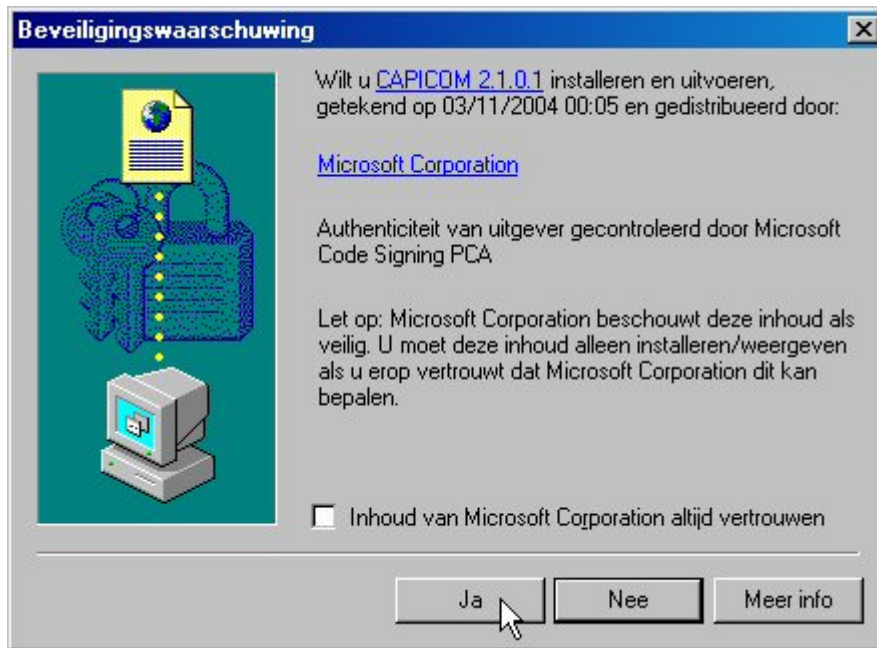 Beveiligingswaarschuwing
Wilt u CAPICOM 2.1.0.1 installeren en uitvoeren,
getekend op 03/11/2004 00:05 en gedistribueerd door:
Microsoft Corporation
Authenticiteit van uitgever gecontroleerd door Microsoft
Code Signing PCA
Let op: Microsoft Corporation beschouwt deze inhoud als
veilig. U moet deze inhoud alleen installeren/weergeven
als u erop vertrouwt dat Microsoft Corporation dit kan
bepalen.
Inhoud van Microsoft Corporation altijd vertrouwen
Ja Nee Meer info